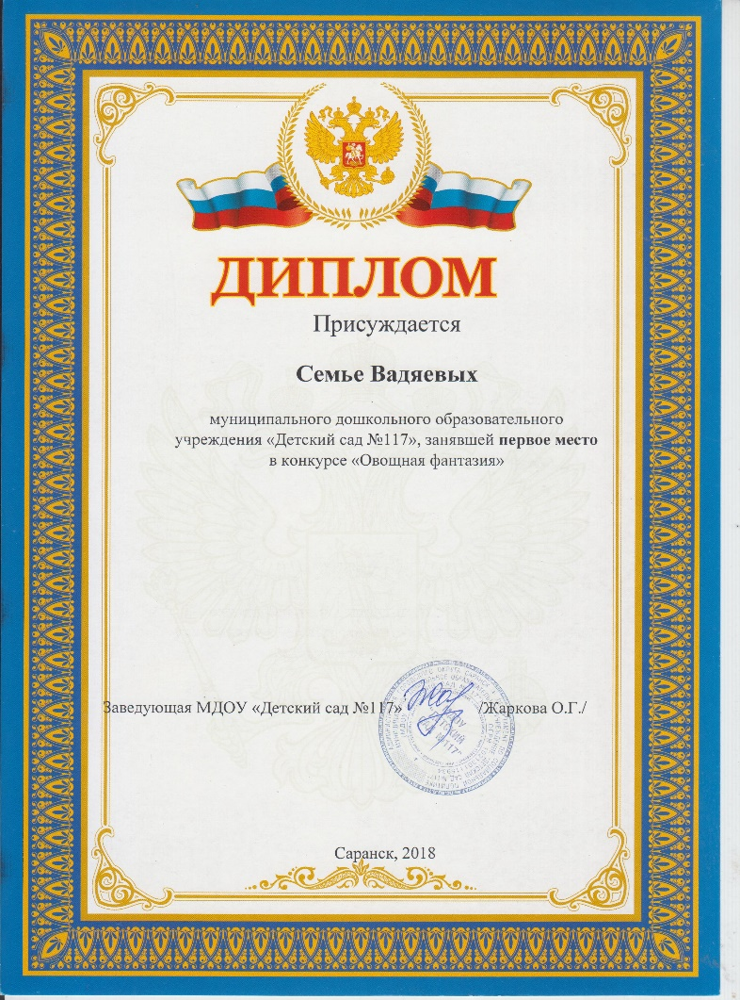 ДИПЛОМ
Присуждается
Семье Вадяевых
муниципального дошкольного образовательного
учреждения «Детский сад №117», занявшей первое место
в конкурсе «Овощная фантазия»
Заведующая МДОУ «Детский сад №117» /Жаркова О.Г./
Саранск, 2018